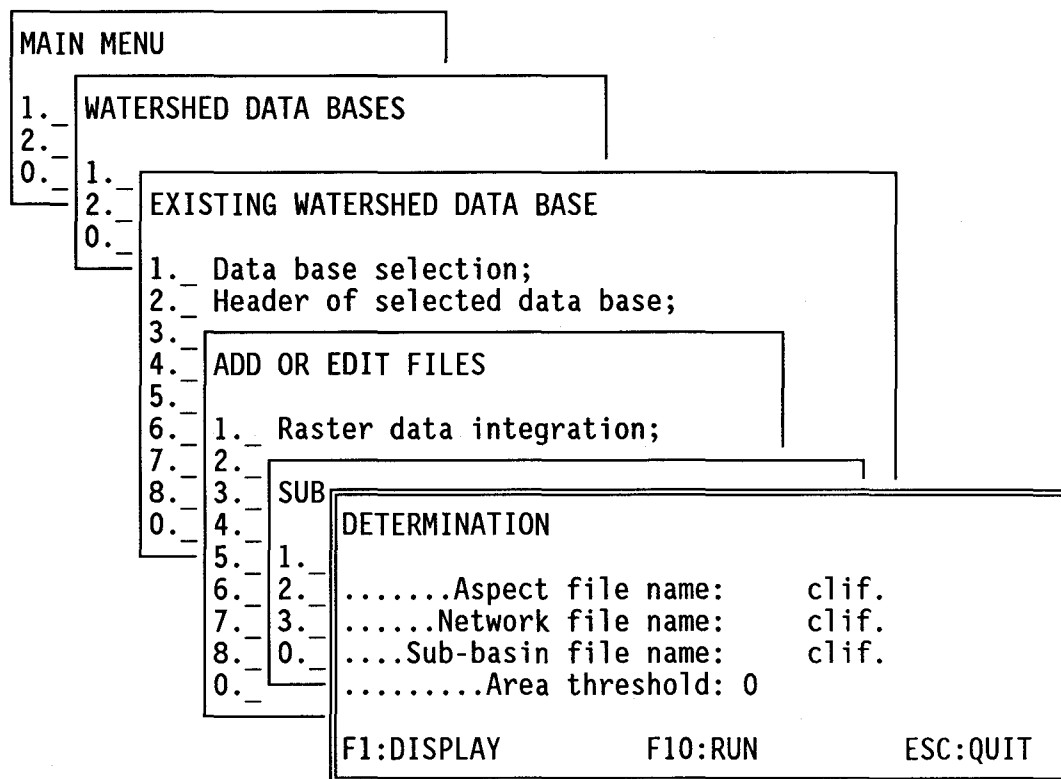 MAIN MENU
1._
2._
0._
WATERSHED DATA BASES
1._
2._
0._
EXISTING WATERSHED DATA BASE
1._ Data base selection;
2._ Header of selected data base;
3._
4._
5._
6._
7._
8._
0._
ADD OR EDIT FILES
1._ Raster data integration;
2._
3._
4._
5._
6._
7._
8._
0._
SUB
1._
2._
3._
0._
DETERMINATION
.......Aspect file name: clif.
......Network file name: clif.
....Sub-basin file name: clif.
.........Area threshold: 0
F1:DISPLAY F10:RUN ESC:QUIT